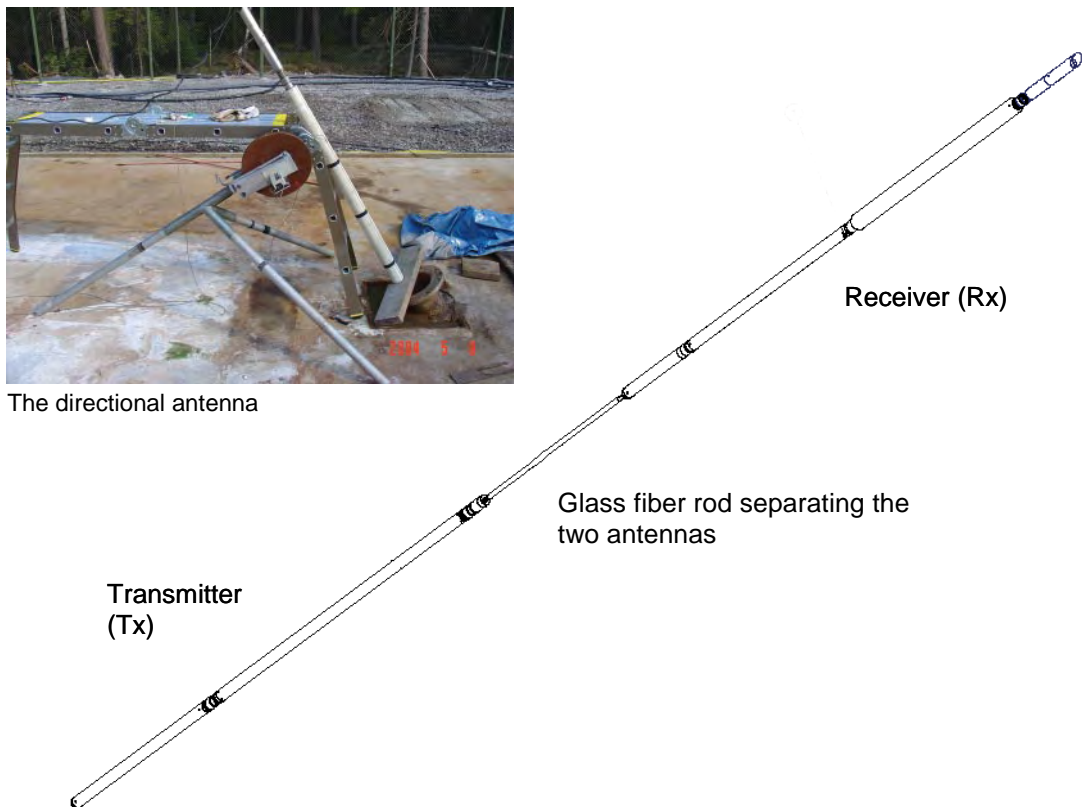 2004 5 6
The directional antenna
Receiver (Rx)
Glass fiber rod separating the
two antennas
Transmitter
(Tx)